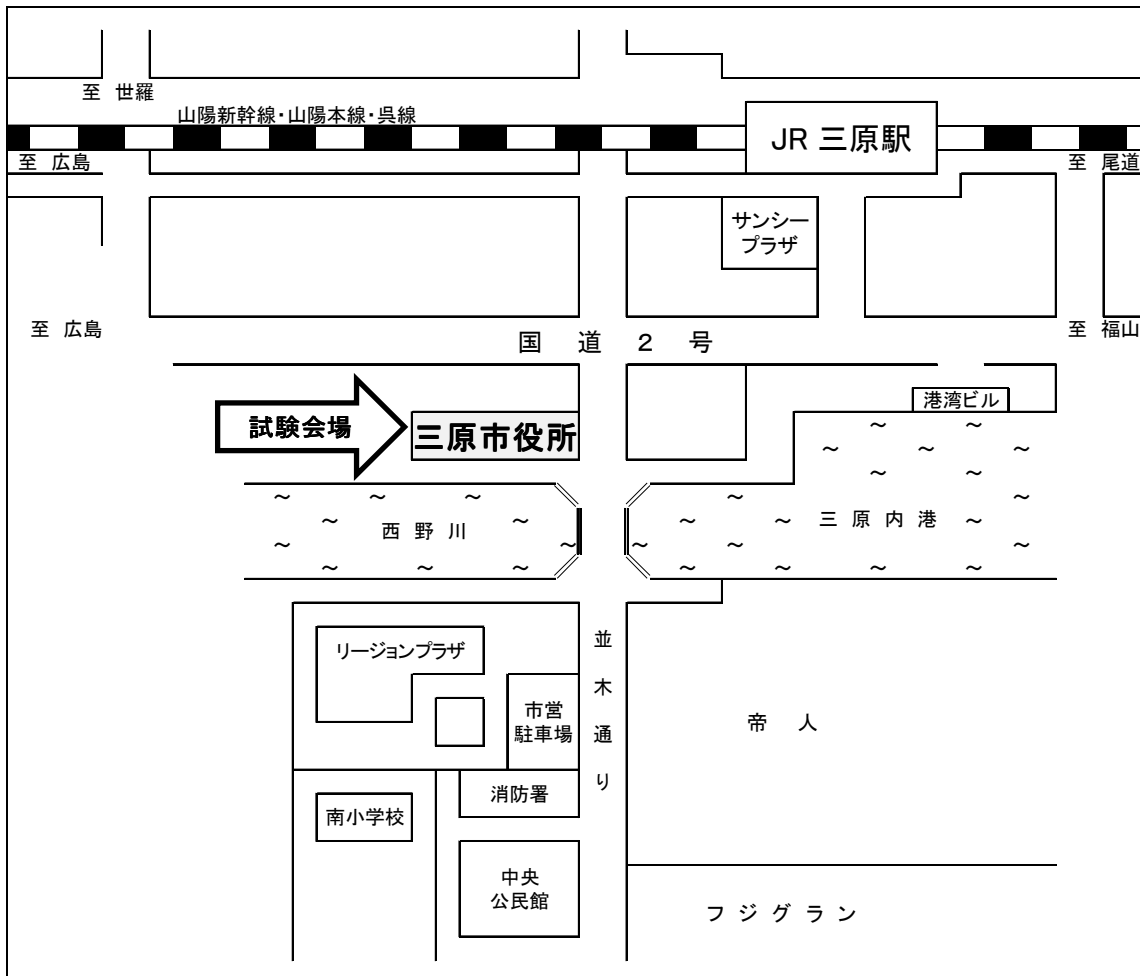 至 世羅
山陽新幹線・山陽本線・呉線
JR 三原駅
至 広島
至 尾道
サンシー
プラザ
至 広島
国 道 2 号
至 福山
港湾ビル
試験会場
三原市役所
西 野 川
三 原 内 港
並木通り
リージョンプラザ
市営
駐車場
帝 人
消防署
南小学校
中央
公民館
フ ジ グ ラ ン